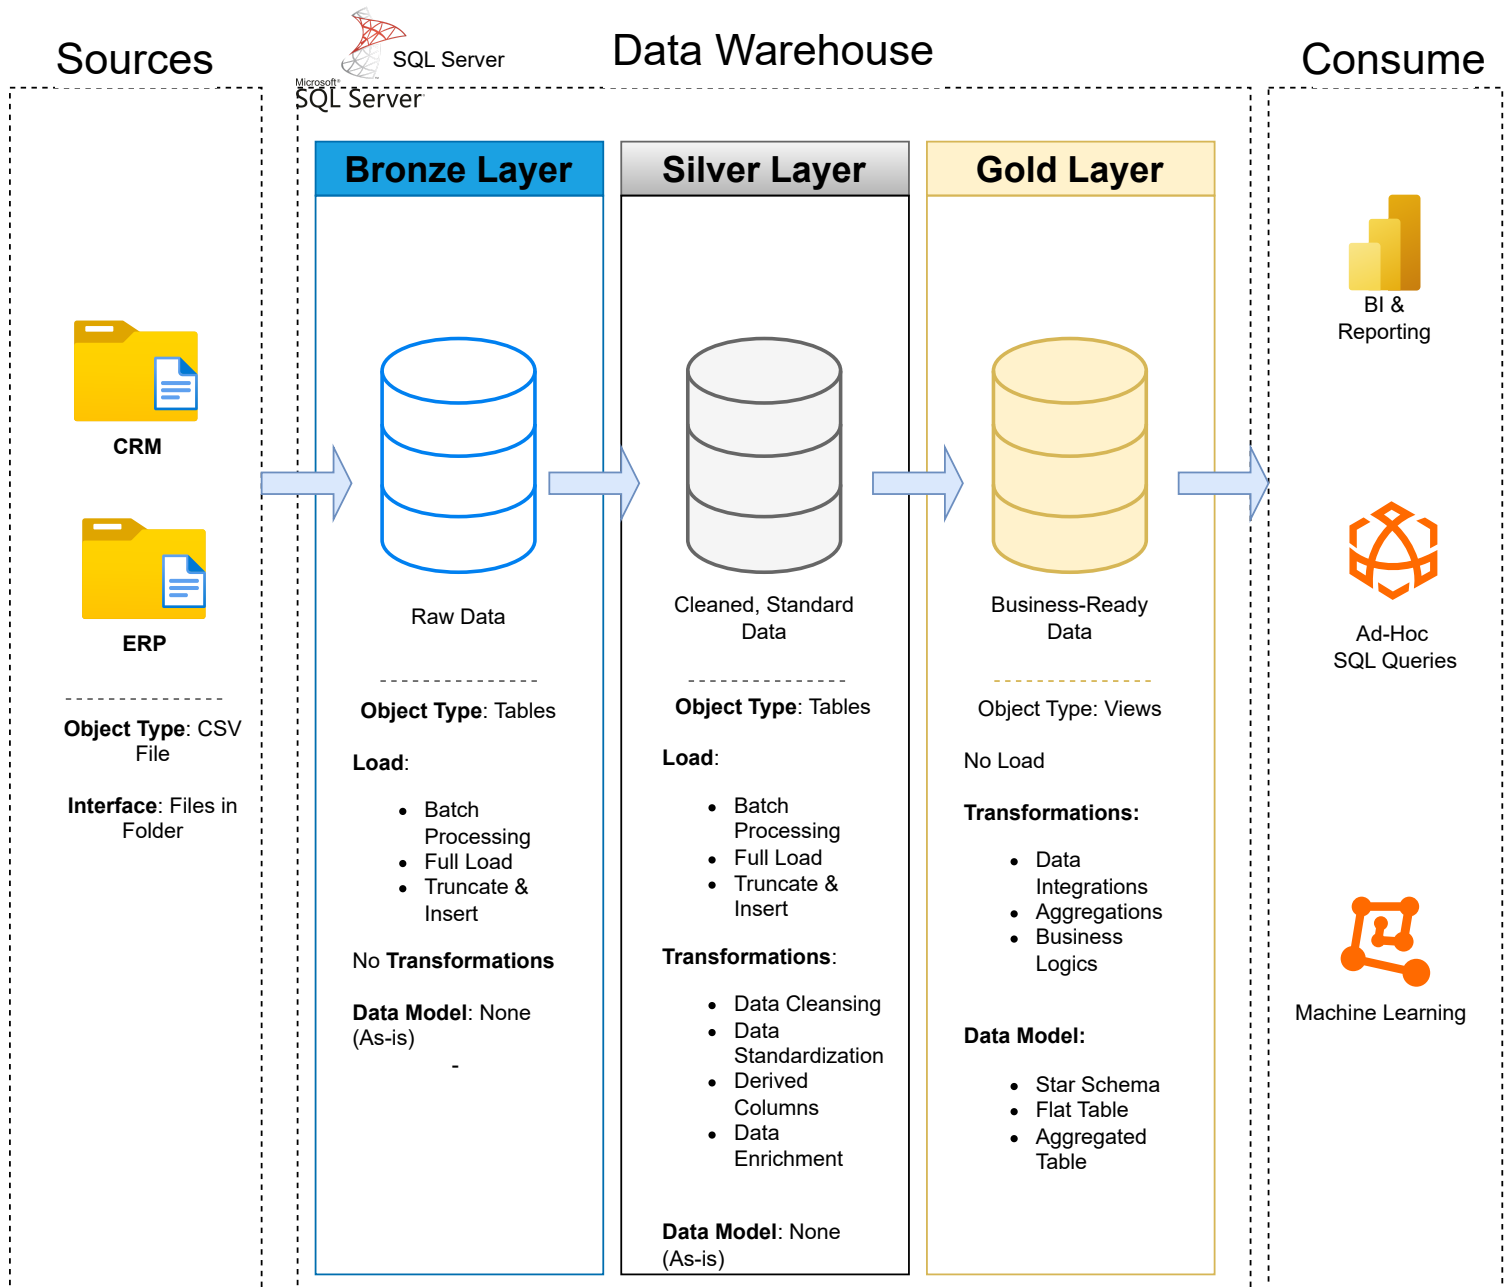 Sources
SQL Server
Microsoft®
SQL Server
Data Warehouse
Consume
CRM
ERP
Object Type: CSV
File
Interface: Files in
Folder
Bronze Layer
Raw Data
Object Type: Tables
Load:
• Batch
Processing
• Full Load
• Truncate &
Insert
No Transformations
Data Model: None
(As-is)
-
Silver Layer
Cleaned, Standard
Data
Object Type: Tables
Load:
• Batch
Processing
• Full Load
• Truncate &
Insert
Transformations:
• Data Cleansing
• Data
Standardization
• Derived
Columns
• Data
Enrichment
Data Model: None
(As-is)
Gold Layer
Business-Ready
Data
Object Type: Views
No Load
Transformations:
• Data
Integrations
• Aggregations
• Business
Logics
Data Model:
• Star Schema
• Flat Table
• Aggregated
Table
BI &
Reporting
Ad-Hoc
SQL Queries
Machine Learning